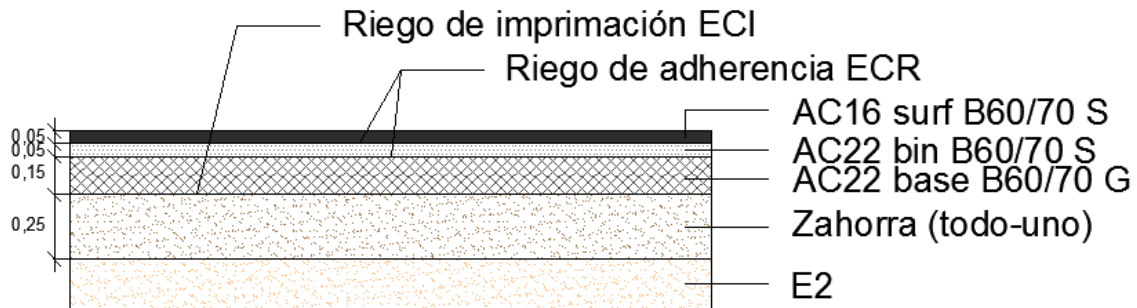 Riego de imprimación ECI
Riego de adherencia ECR
AC16 surf B60/70 S
0,05
AC22 bin B60/70 S
0,05
AC22 base B60/70 G
0,15
Zahorra (todo-uno)
0,25
E2